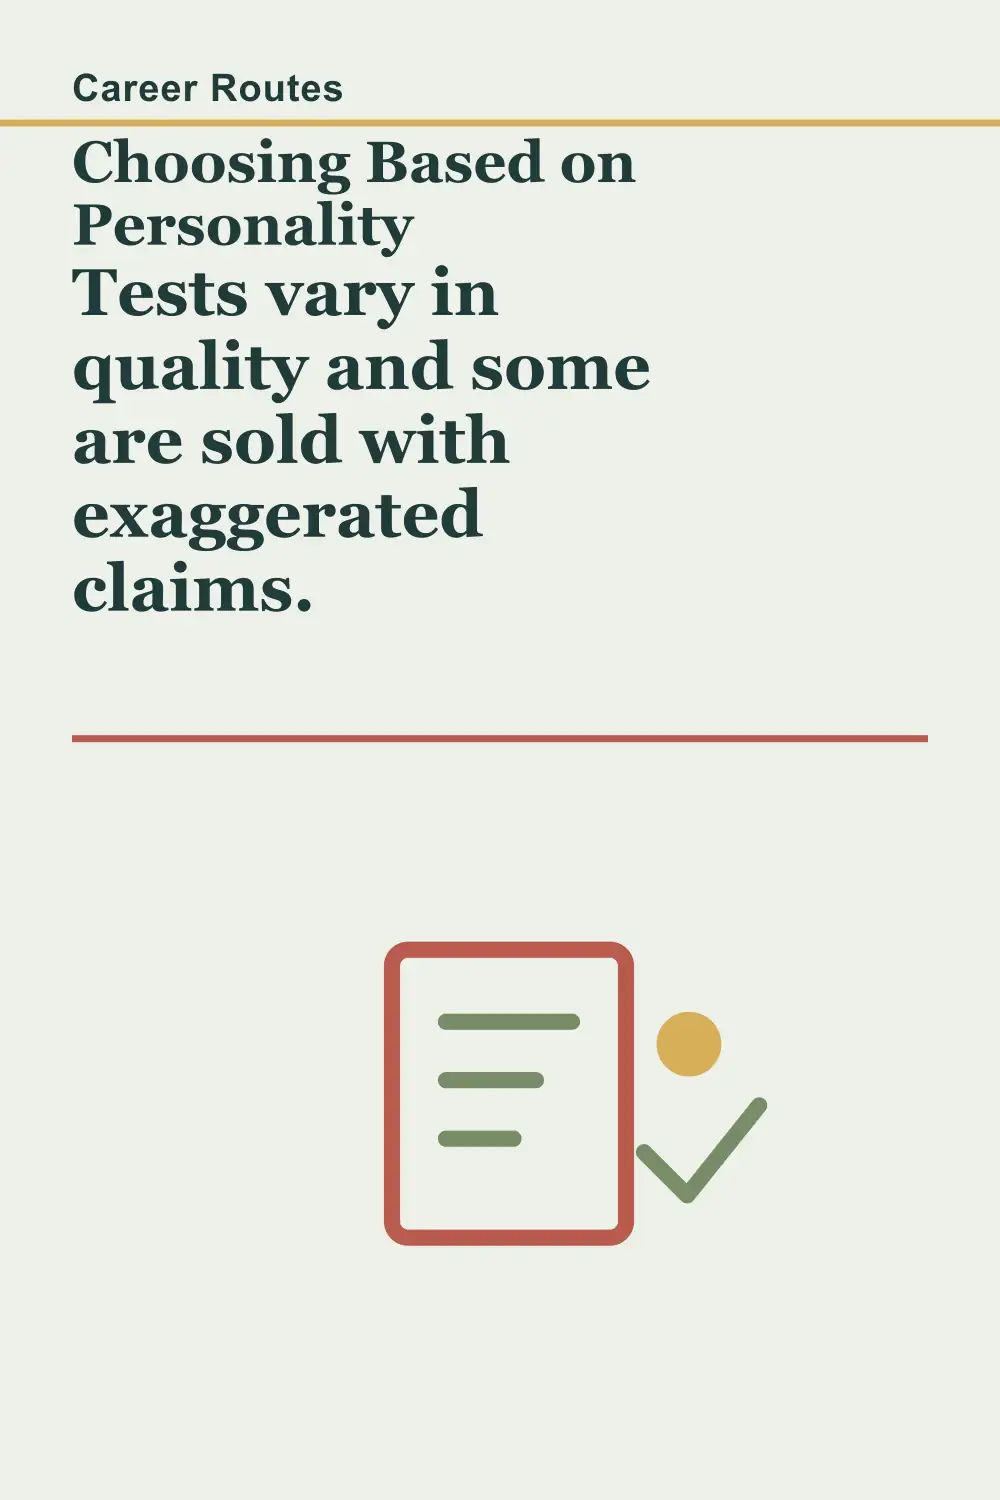 Career Routes
Choosing Based on
Personality
Tests vary in
quality and some
are sold with
exaggerated
claims.